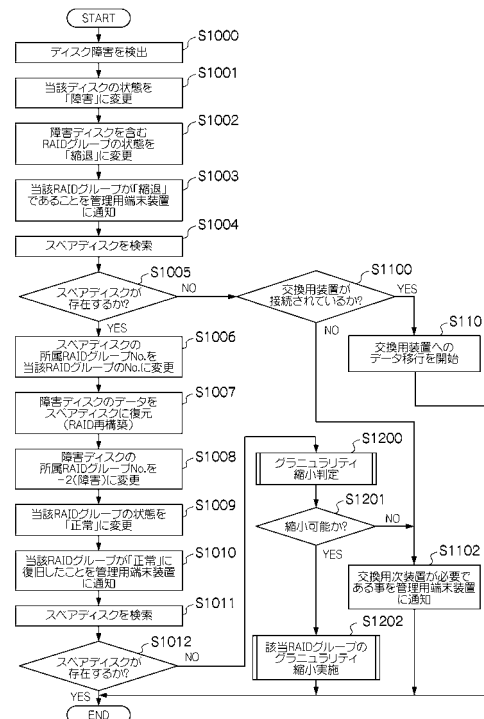 START
S1000
ディスク障害を検出
S1001
当該ディスクの状態を
「障害」に変更
S1002
障害ディスクを含む
RAIDグループの状態を
「縮退」に変更
S1003
当該RAIDグループが「縮退」
であることを管理用端末装置
に通知
S1004
スペアディスクを検索
S1005
スペアディスクが
存在するか?
NO
YES
S1100
交換用装置が
接続されているか?
YES
NO
S110
交換用装置への
データ移行を開始
S1006
スペアディスクの
所属RAIDグループNo.を
当該RAIDグループのNo.に変更
S1007
障害ディスクのデータを
スペアディスクに復元
(RAID再構築)
S1008
障害ディスクの
所属RAIDグループNo.を
-2(障害)に変更
S1009
当該RAIDグループの状態を
「正常」に変更
S1010
当該RAIDグループが「正常」に
復旧したことを管理用端末装置
に通知
S1011
スペアディスクを検索
S1012
スペアディスクが
存在するか?
NO
YES
END
S1200
グラニュラリティ
縮小判定
S1201
縮小可能か?
NO
YES
S1102
交換用次装置が必要で
ある事を管理用端末装置
に通知
S1202
該当RAIDグループの
グラニュラリティ
縮小実施